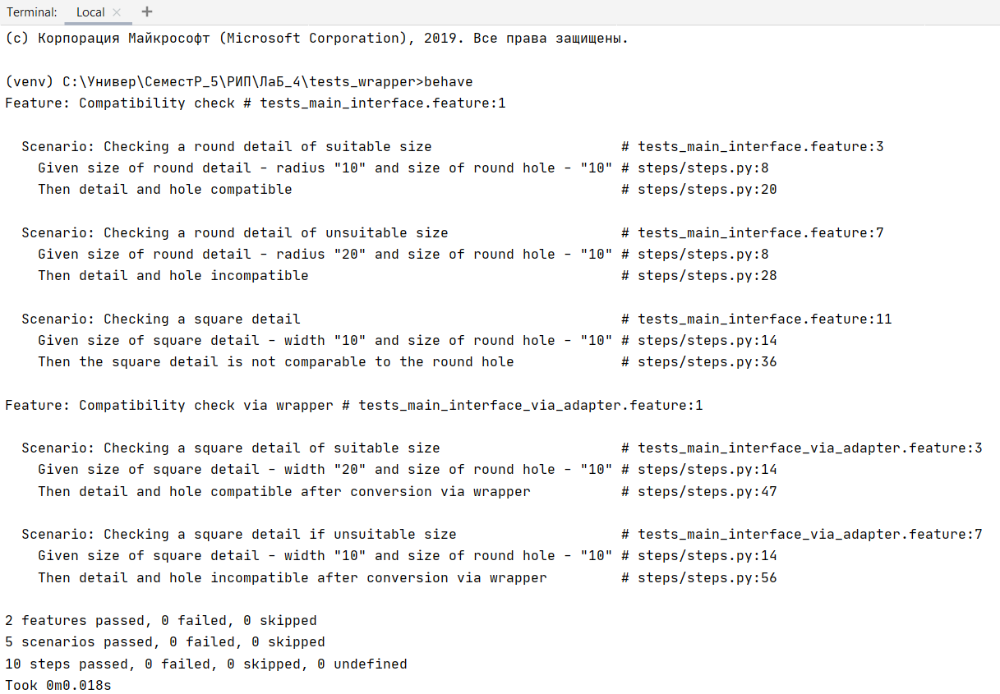 Terminal: Local × +
(c) Корпорация Майкрософт (Microsoft Corporation), 2019. Все права защищены.
(venv) C:\Универ\СеместР_5\РИП\ЛаБ_4\tests_wrapper>behave
Feature: Compatibility check # tests_main_interface.feature:1
Scenario: Checking a round detail of suitable size # tests_main_interface.feature:3
Given size of round detail - radius "10" and size of round hole - "10" # steps/steps.py:8
Then detail and hole compatible # steps/steps.py:20
Scenario: Checking a round detail of unsuitable size # tests_main_interface.feature:7
Given size of round detail - radius "20" and size of round hole - "10" # steps/steps.py:8
Then detail and hole incompatible # steps/steps.py:28
Scenario: Checking a square detail # tests_main_interface.feature:11
Given size of square detail - width "10" and size of round hole - "10" # steps/steps.py:14
Then the square detail is not comparable to the round hole # steps/steps.py:36
Feature: Compatibility check via wrapper # tests_main_interface_via_adapter.feature:1
Scenario: Checking a square detail of suitable size # tests_main_interface_via_adapter.feature:3
Given size of square detail - width "20" and size of round hole - "10" # steps/steps.py:14
Then detail and hole compatible after conversion via wrapper # steps/steps.py:47
Scenario: Checking a square detail if unsuitable size # tests_main_interface_via_adapter.feature:7
Given size of square detail - width "10" and size of round hole - "10" # steps/steps.py:14
Then detail and hole incompatible after conversion via wrapper # steps/steps.py:56
2 features passed, 0 failed, 0 skipped
5 scenarios passed, 0 failed, 0 skipped
10 steps passed, 0 failed, 0 skipped, 0 undefined
Took 0m0.018s